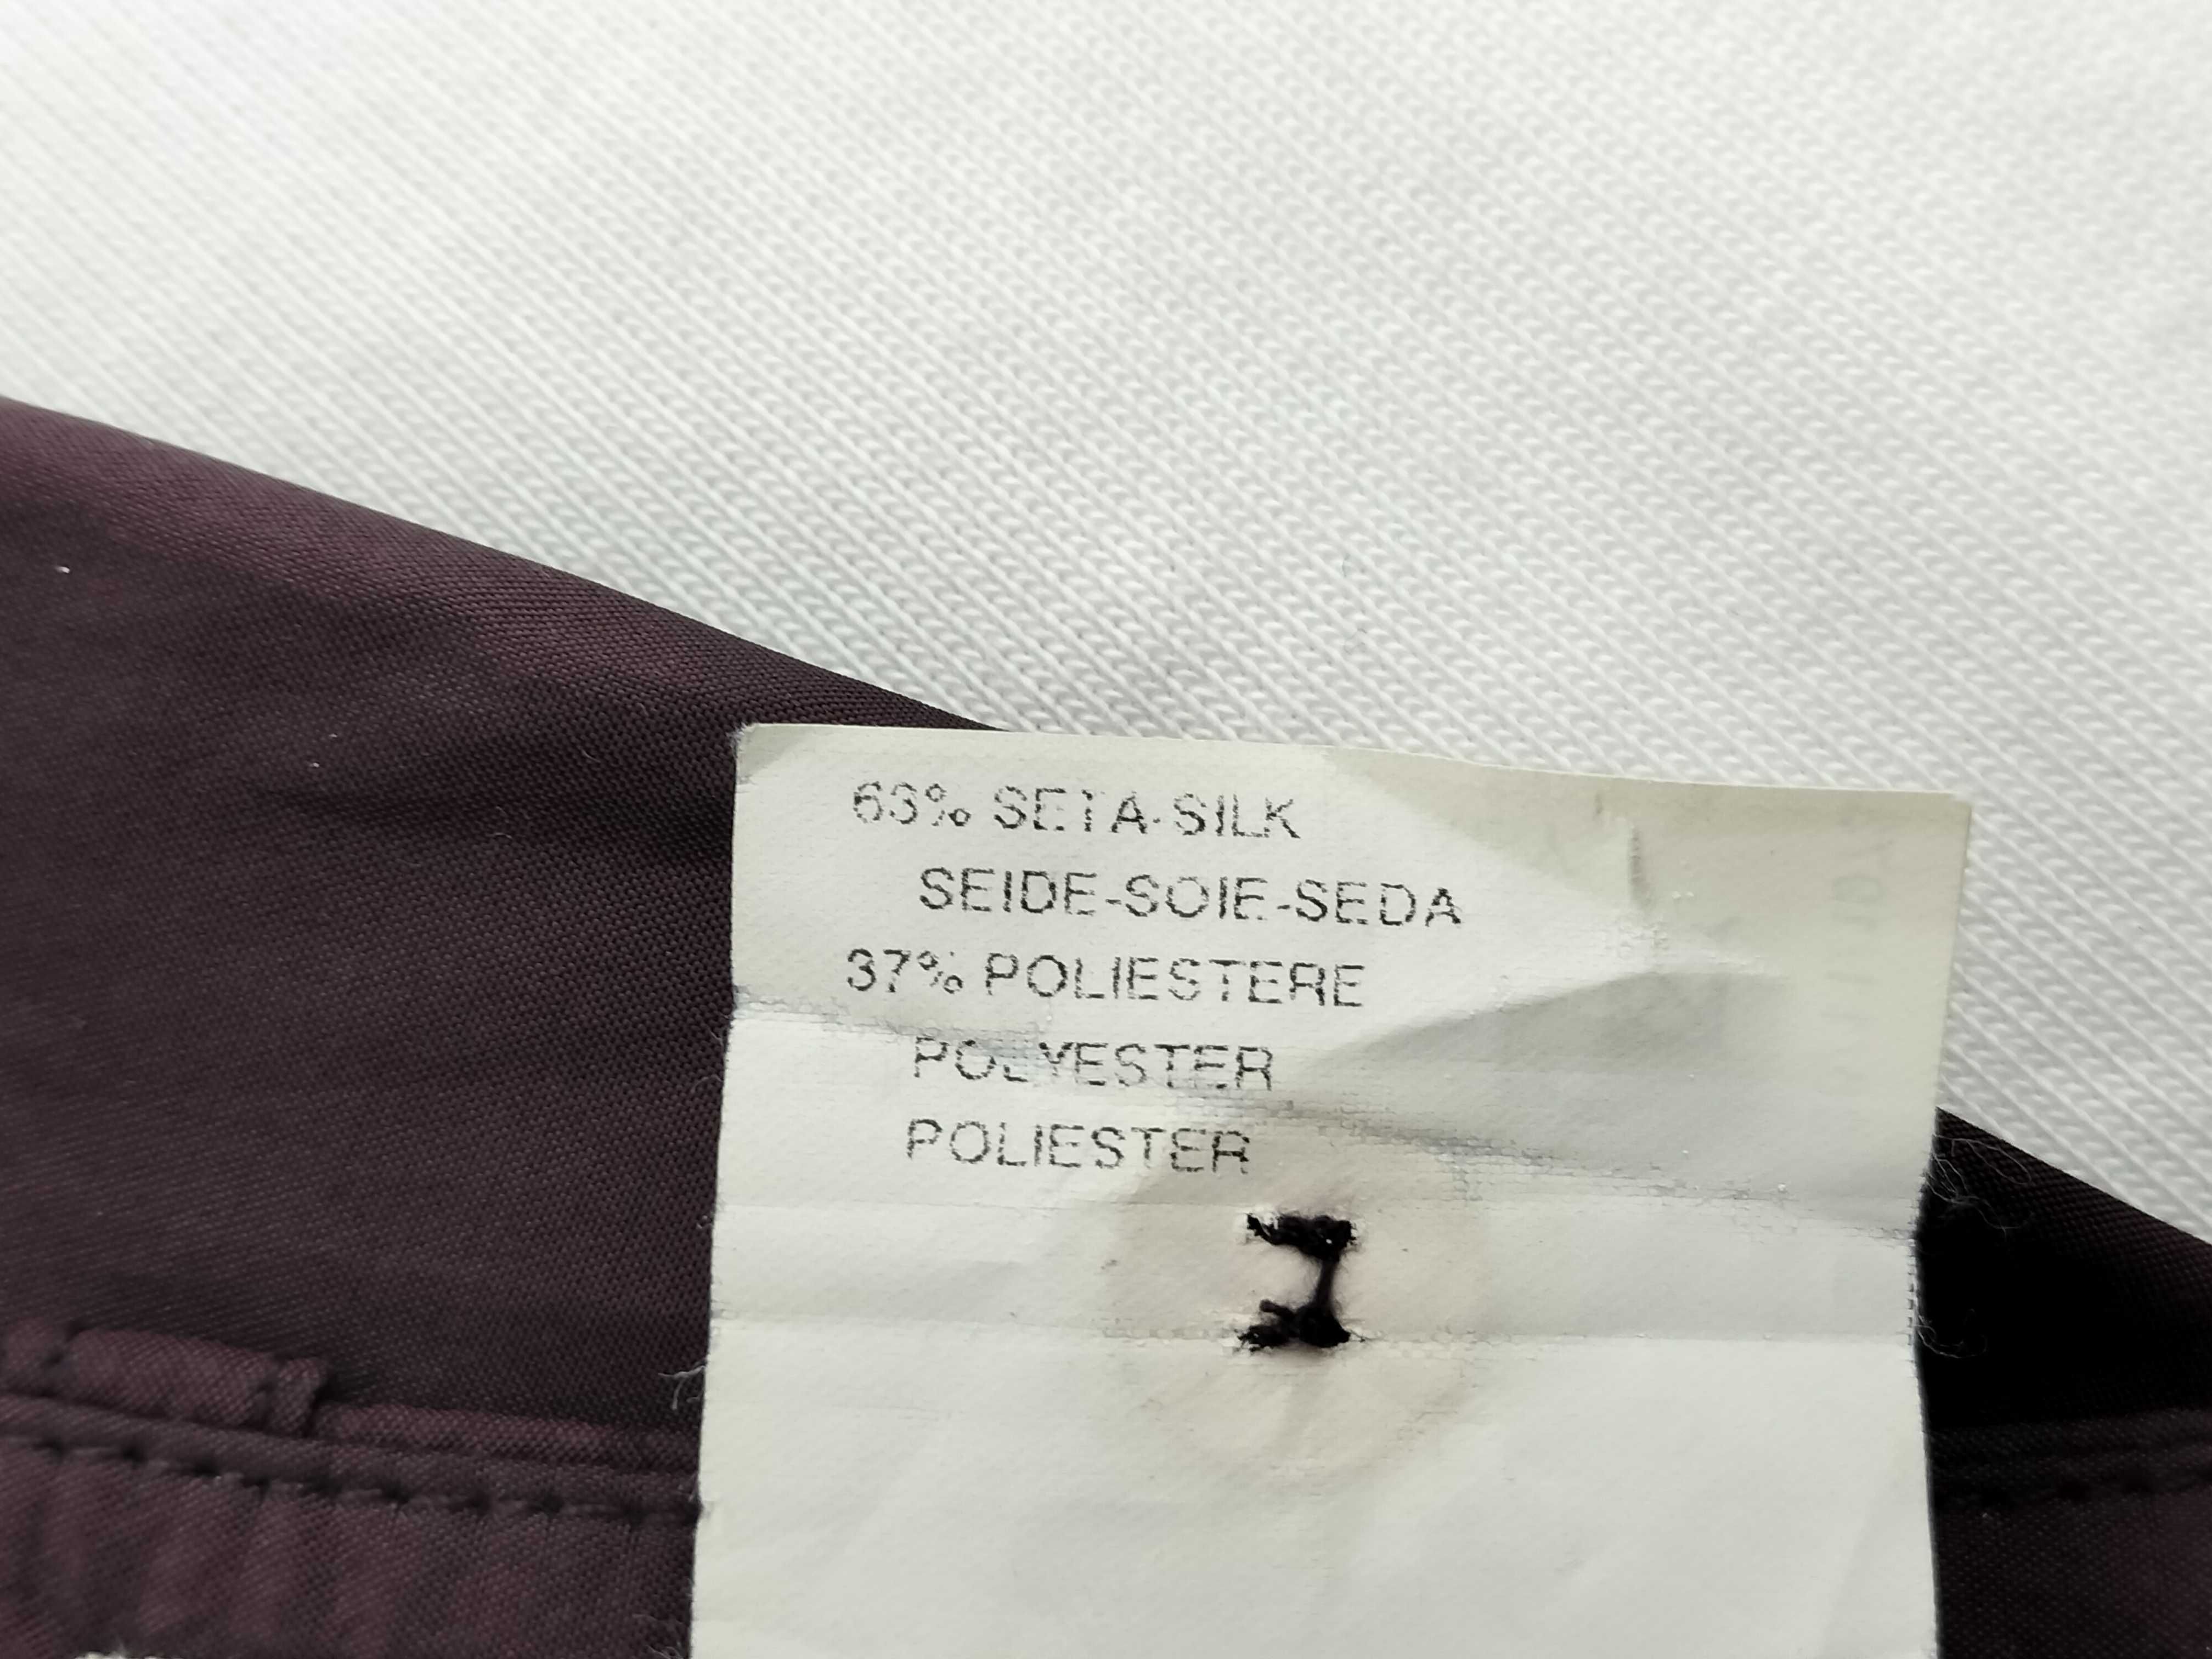 63% SETA-SILK
SEIDE-SOIE-SEDA
37% POLIESTERE
POLYESTER
POLIESTER